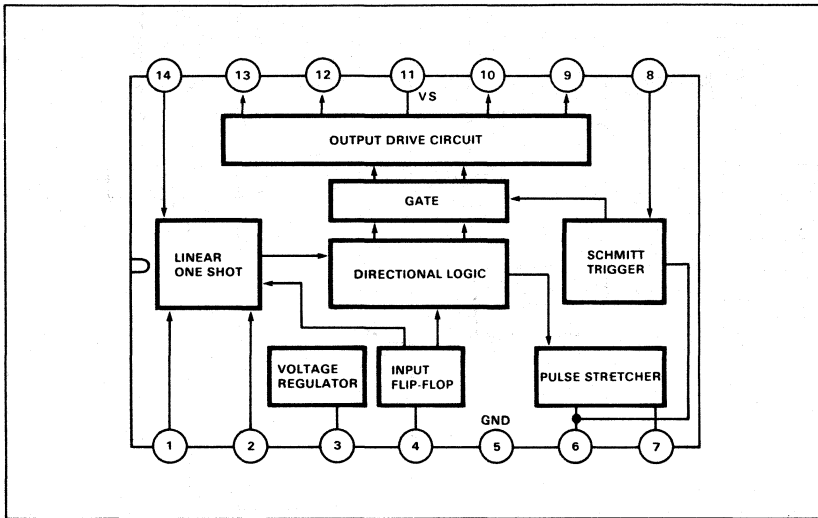 14 13 12 11 10 9 8
VS
OUTPUT DRIVE CIRCUIT
GATE
LINEAR
ONE SHOT
DIRECTIONAL LOGIC
SCHMITT
TRIGGER
VOLTAGE
REGULATOR
INPUT
FLIP-FLOP
PULSE STRETCHER
GND
1 2 3 4 5 6 7